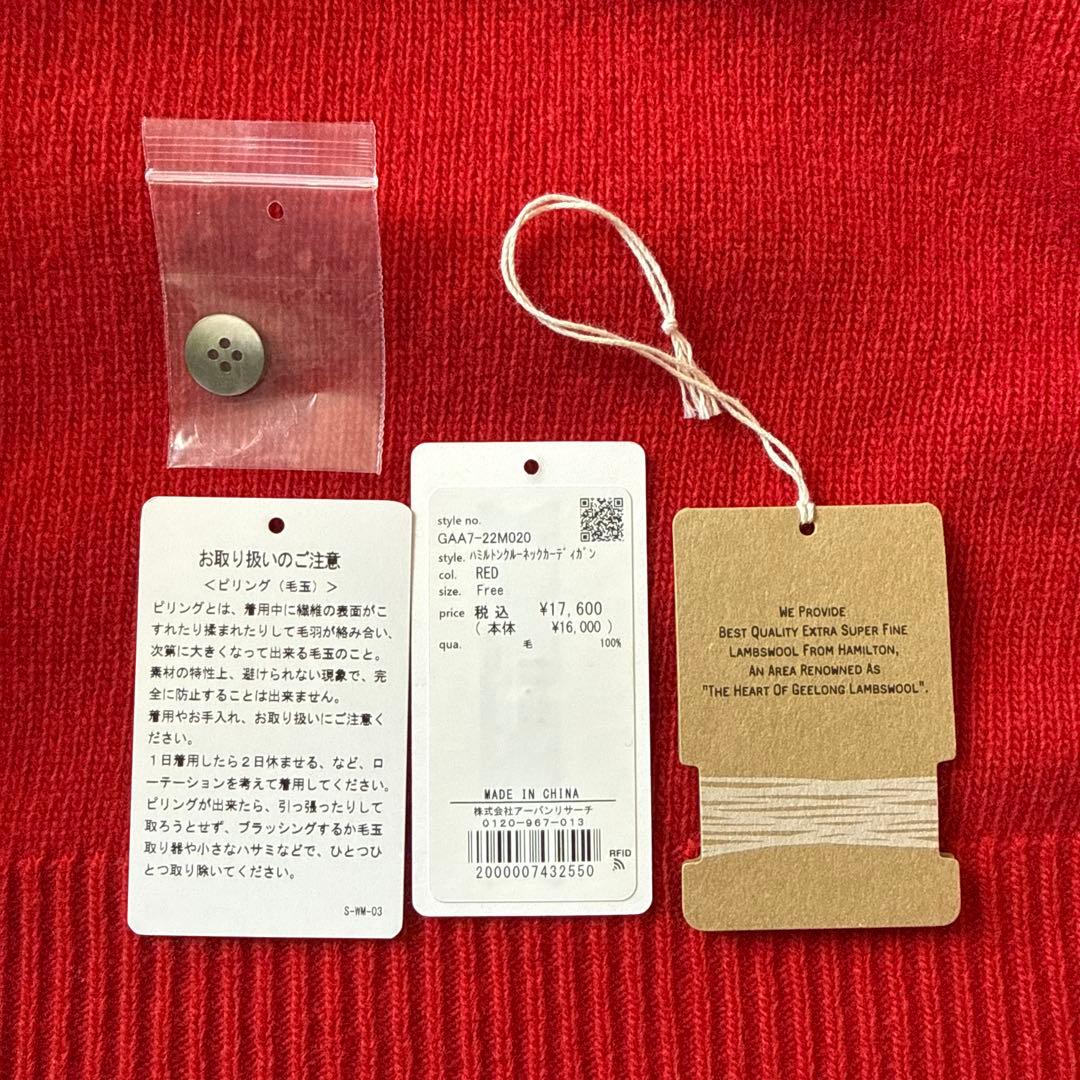 お取り扱いのご注意
＜ピリング（毛玉）＞
ピリングとは、着用中に繊維の表面がこ
すれたり揉まれたりして毛羽が絡み合い、
次第に大きくなって出来る毛玉のこと。
素材の特性上、避けられない現象で、完
全に防止することは出来ません。
着用やお手入れ、お取り扱いにご注意く
ださい。
１日着用したら２日休ませる、など、ロ
ーテーションを考えて着用してください。
ピリングが出来たら、引っ張ったりして
取ろうとせず、ブラッシングするか毛玉
取り器や小さなハサミなどで、ひとつひ
とつ取り除いてください。
S-WM-03
style no.
GAA7-22M020
style. ﾊﾐﾙﾄﾝｸﾙｰﾈｯｸｶｰﾃﾞｨｶﾞﾝ
col. RED
size. Free
price 税込 ¥17,600
( 本体 ¥16,000 )
qua. 毛 100%
MADE IN CHINA
株式会社アーバンリサーチ
0120-967-013
RFID
2000007432550
WE PROVIDE
BEST QUALITY EXTRA SUPER FINE
LAMBSWOOL FROM HAMILTON,
AN AREA RENOWNED AS
"THE HEART OF GEELONG LAMBSWOOL".